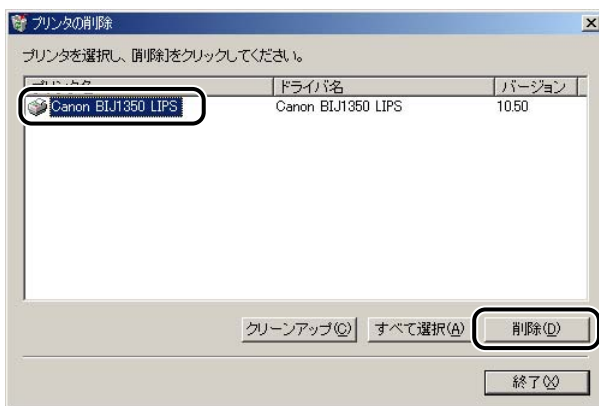 プリンタの削除
プリンタを選択し、[削除]をクリックしてください。
ドライバ名 バージョン
Canon BIJ1350 LIPS Canon BIJ1350 LIPS 10.50
クリーンアップ(C) すべて選択(A) 削除(D)
終了(X)